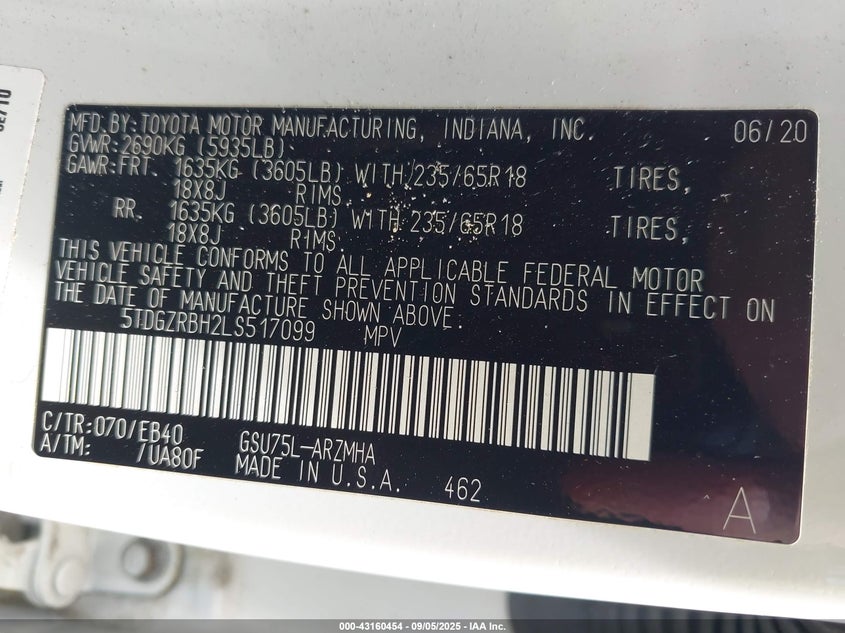 MFD.BY:TOYOTA MOTOR MANUFACTURING, INDIANA, INC. 06/20
GVWR:2690KG (5935LB)
GAWR:FRT. 1635KG (3605LB) WITH 235/65R18 TIRES,
18X8J RIMS,
RR. 1635KG (3605LB) WITH 235/65R18 TIRES,
18X8J RIMS,
THIS VEHICLE CONFORMS TO ALL APPLICABLE FEDERAL MOTOR
VEHICLE SAFETY AND THEFT PREVENTION STANDARDS IN EFFECT ON
THE DATE OF MANUFACTURE SHOWN ABOVE.
5TDGZRBH2LS517099 MPV
C/TR:070/EB40 GSU75L-ARZMHA
A/TM: /UA80F MADE IN U.S.A. 462
A
000-43160454 - 09/05/2025 - IAA Inc.